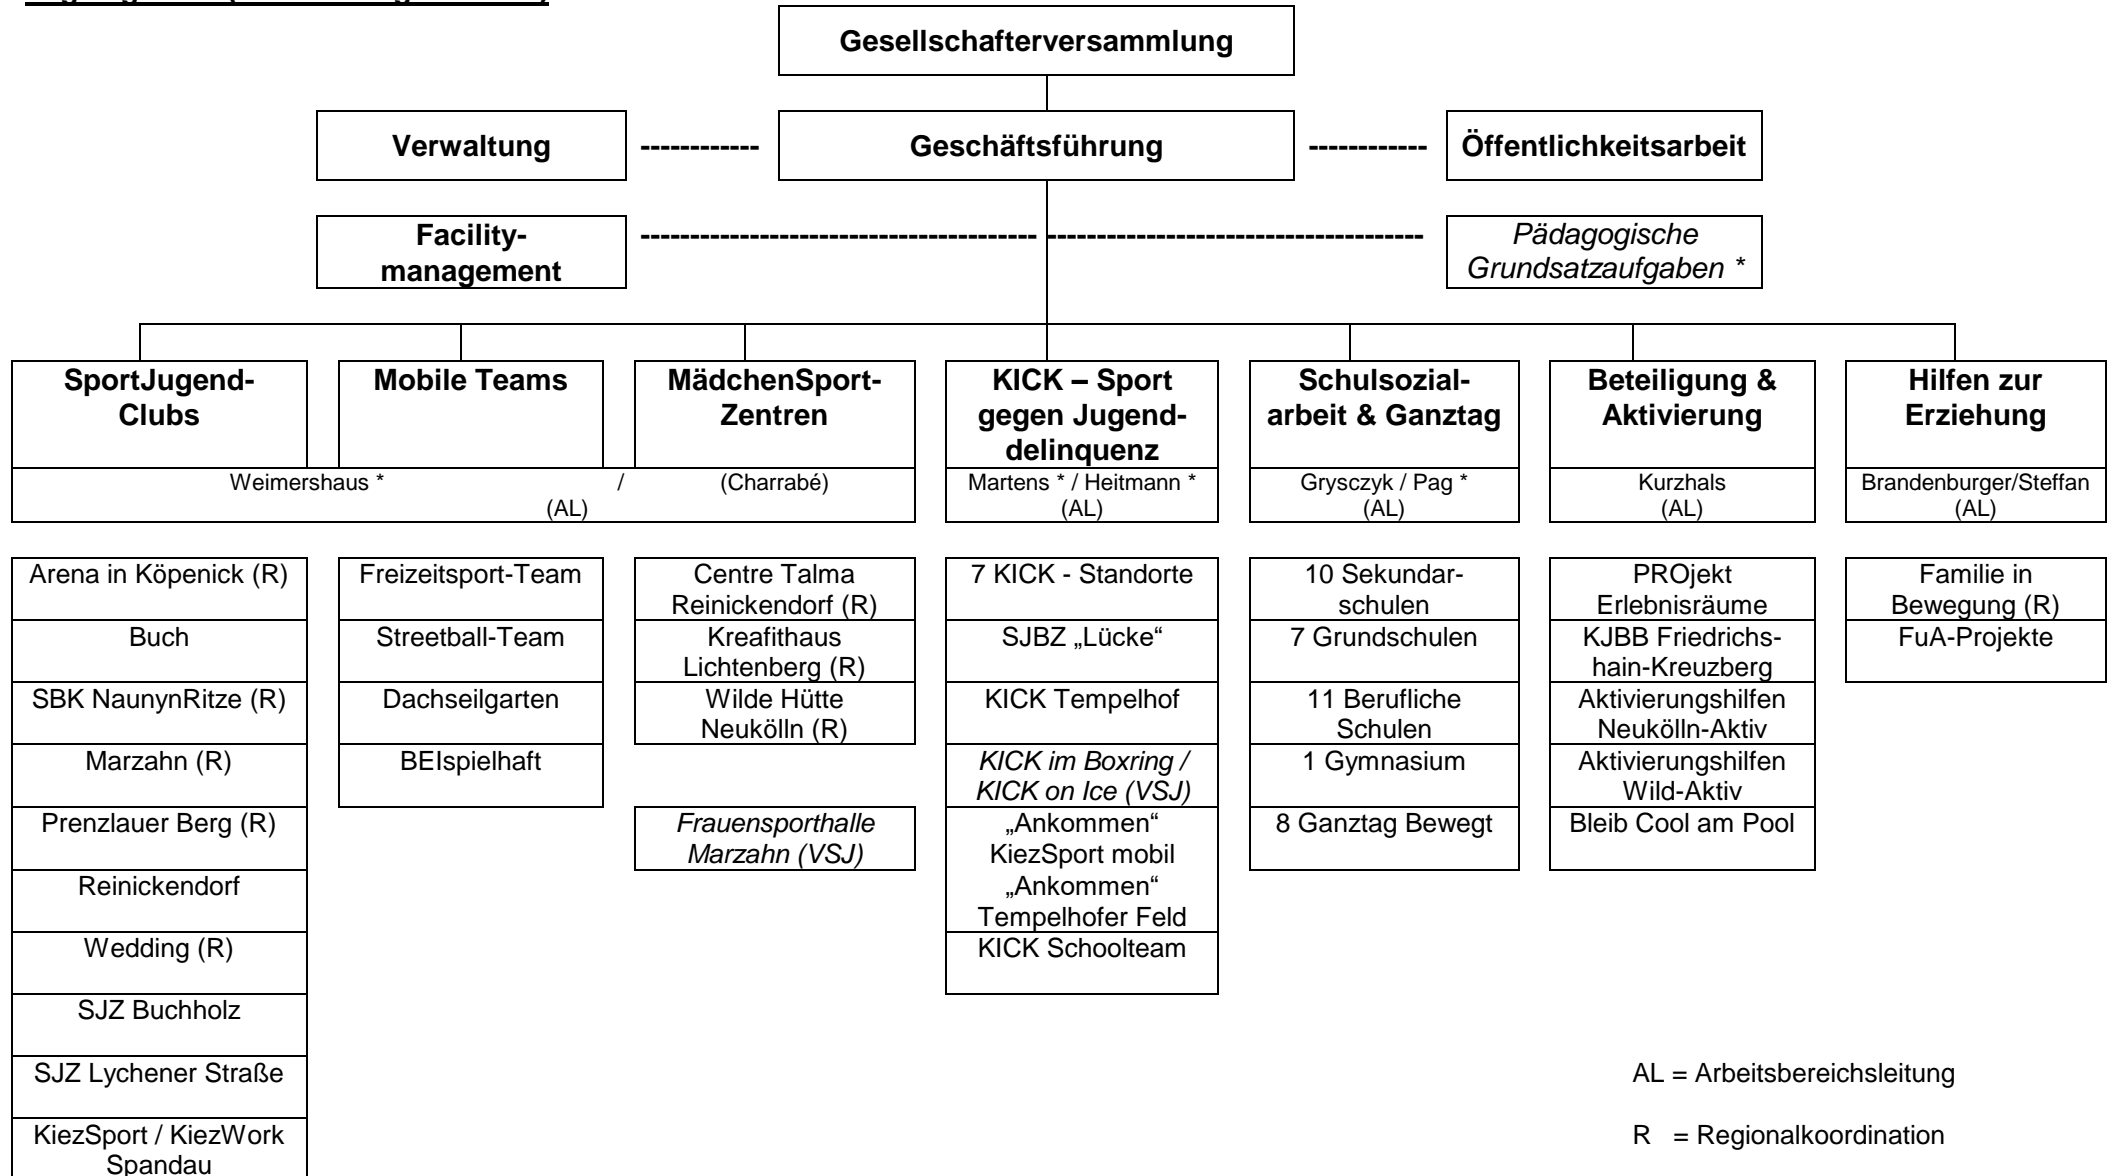 Gesellschafterversammlung
Verwaltung ------------ Geschäftsführung ------------ Öffentlichkeitsarbeit
Facility-
management
Pädagogische
Grundsatzaufgaben *
SportJugend-
Clubs
Mobile Teams
MädchenSport-
Zentren
KICK – Sport
gegen Jugend-
delinquenz
Schulsozial-
arbeit & Ganztag
Beteiligung &
Aktivierung
Hilfen zur
Erziehung
Weimershaus * / (Charrabé)
(AL)
Martens * / Heitmann *
(AL)
Grysczyk / Pag *
(AL)
Kurzhals
(AL)
Brandenburger/Steffan
(AL)
Arena in Köpenick (R)
Buch
SBK NaunynRitze (R)
Marzahn (R)
Prenzlauer Berg (R)
Reinickendorf
Wedding (R)
SJZ Buchholz
SJZ Lychener Straße
KiezSport / KiezWork
Spandau
Freizeitsport-Team
Streetball-Team
Dachseilgarten
BEIspielhaft
Centre Talma
Reinickendorf (R)
Kreafithaus
Lichtenberg (R)
Wilde Hütte
Neukölln (R)
Frauensporthalle
Marzahn (VSJ)
7 KICK - Standorte
SJBZ „Lücke“
KICK Tempelhof
KICK im Boxring /
KICK on Ice (VSJ)
„Ankommen“
KiezSport mobil
„Ankommen“
Tempelhofer Feld
KICK Schoolteam
10 Sekundar-
schulen
7 Grundschulen
11 Berufliche
Schulen
1 Gymnasium
8 Ganztag Bewegt
PROjekt
Erlebnisräume
KJBB Friedrichs-
hain-Kreuzberg
Aktivierungshilfen
Neukölln-Aktiv
Aktivierungshilfen
Wild-Aktiv
Bleib Cool am Pool
Familie in
Bewegung (R)
FuA-Projekte
AL = Arbeitsbereichsleitung
R = Regionalkoordination